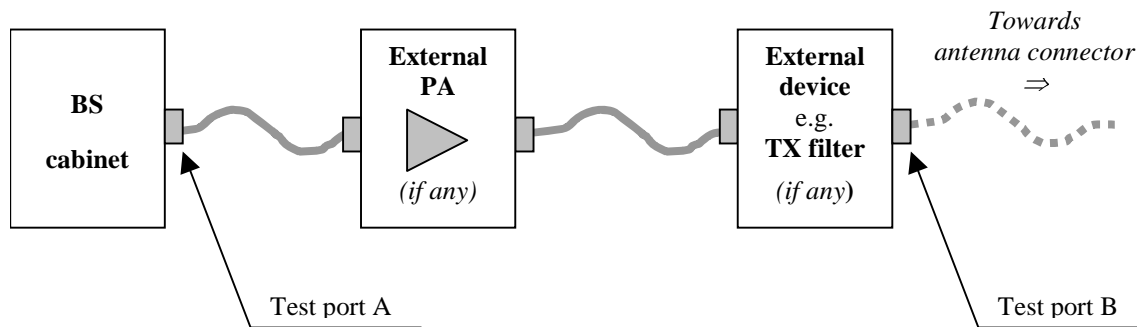 BS
cabinet
External
PA
(if any)
External
device
e.g.
TX filter
(if any)
Towards
antenna connector
⇒
Test port A
Test port B